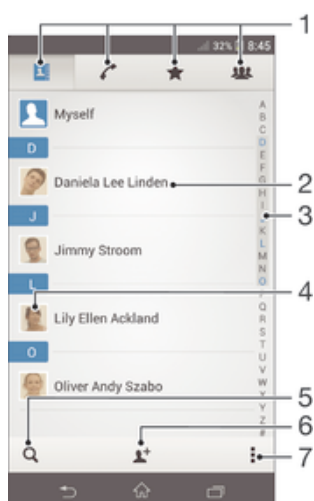 1
32% 8:45
Myself
D
Daniela Lee Linden
2
J
Jimmy Stroom
L
4
Lily Ellen Ackland
O
Oliver Andy Szabo
A
B
C
D
E
F
G
H
I
3
K
L
M
N
O
Q
R
S
T
U
V
W
Y
Z
#
5
6
7